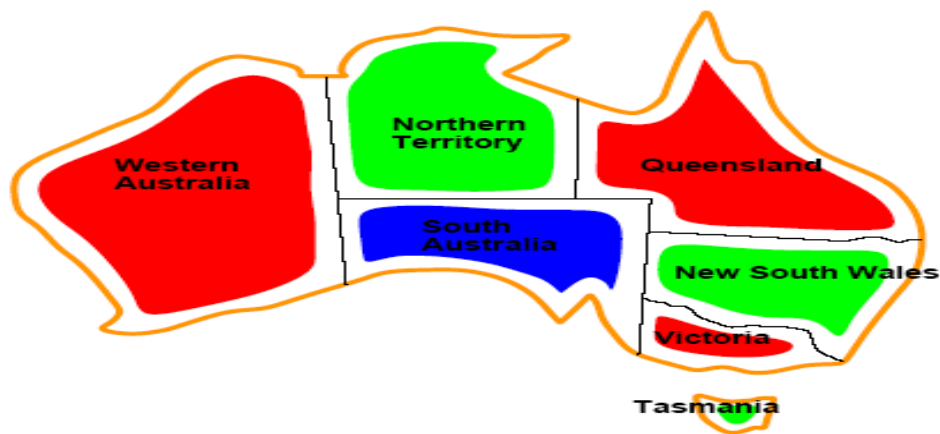 Western
Australia
Northern
Territory
Queensland
South
Australia
New South Wales
Victoria
Tasmania